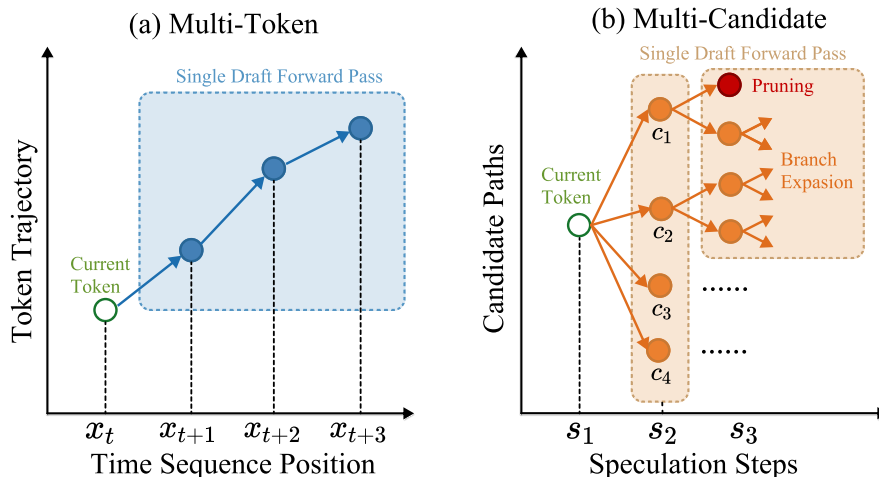 (a) Multi-Token
Single Draft Forward Pass
Token Trajectory
Current
Token
x_t
x_{t+1}
x_{t+2}
x_{t+3}
Time Sequence Position
(b) Multi-Candidate
Single Draft Forward Pass
Candidate Paths
Pruning
c_1
Current
Token
Branch
Expasion
c_2
c_3
......
c_4
......
s_1
s_2
s_3
Speculation Steps